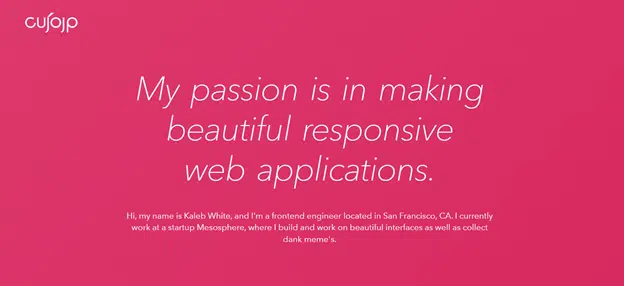 My passion is in making
beautiful responsive
web applications.
Hi, my name is Kaleb White, and I'm a frontend engineer located in San Francisco, CA. I currently
work at a startup Mesosphere, where I build and work on beautiful interfaces as well as collect
dank meme's.